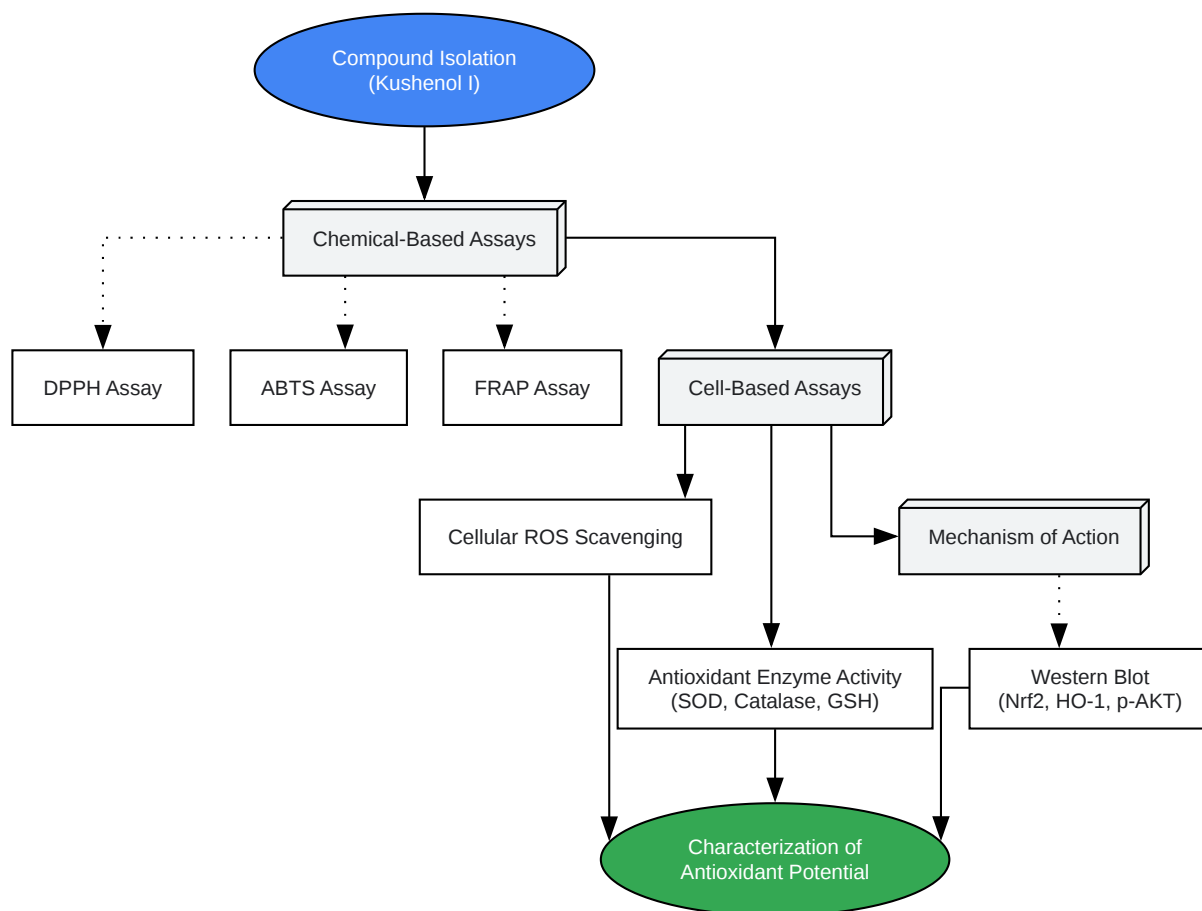 Compound Isolation
(Kushenol I)
Chemical-Based Assays
DPPH Assay
ABTS Assay
FRAP Assay
Cell-Based Assays
Cellular ROS Scavenging
Mechanism of Action
Antioxidant Enzyme Activity
(SOD, Catalase, GSH)
Western Blot
(Nrf2, HO-1, p-AKT)
Characterization of
Antioxidant Potential